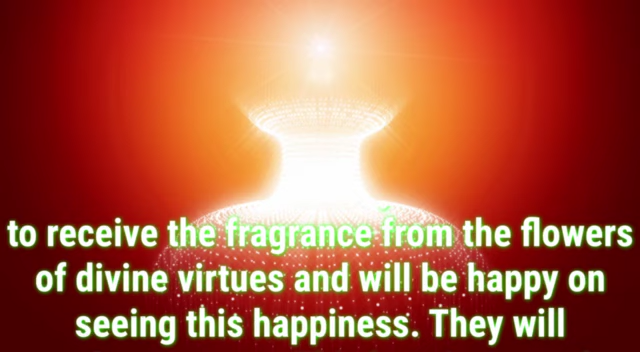 to receive the fragrance from the flowers
of divine virtues and will be happy on
seeing this happiness. They will